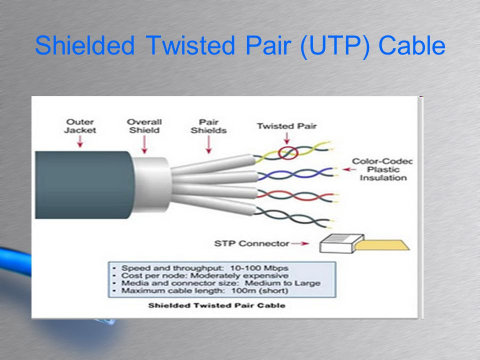 Shielded Twisted Pair (UTP) Cable
Outer
Jacket
Overall
Shield
Pair
Shields
Twisted Pair
Color-Codec
Plastic
Insulation
STP Connector
• Speed and throughput: 10-100 Mbps
• Cost per node: Moderately expensive
• Media and connector size: Medium to Large
• Maximum cable length: 100m (short)
Shielded Twisted Pair Cable